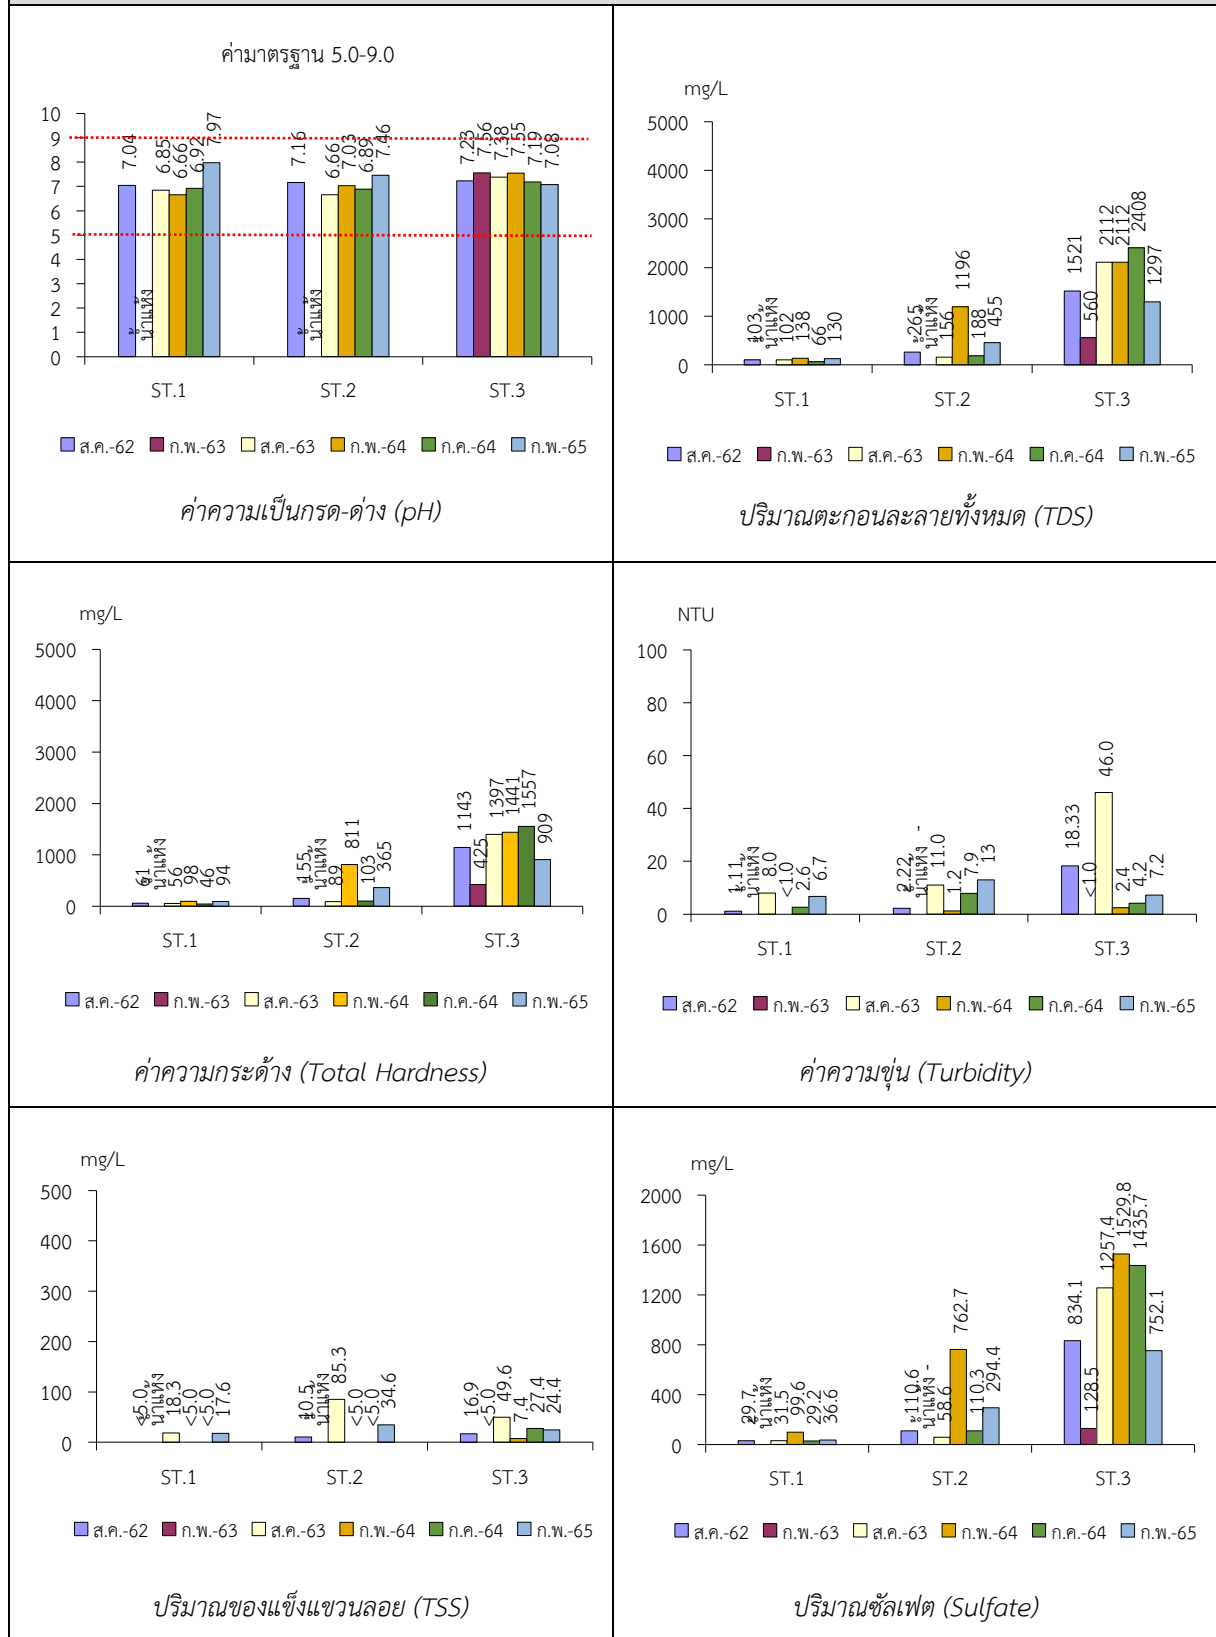 ค่ามาตรฐาน 5.0-9.0
10
9
8
7
6
5
4
3
2
1
0
7.04 น้ำแห้ง 6.85 6.66 6.92 7.97
7.16 น้ำแห้ง 6.66 7.03 6.89 7.46
7.23 7.56 7.38 7.55 7.19 7.08
ST.1 ST.2 ST.3
ส.ค.-62 ก.พ.-63 ส.ค.-63 ก.พ.-64 ก.ค.-64 ก.พ.-65
ค่าความเป็นกรด-ด่าง (pH)
mg/L
5000
4000
3000
2000
1000
0
103 น้ำแห้ง 102 138 66 130
265 น้ำแห้ง 156 1196 188 455
1521 560 2112 2112 2408 1297
ST.1 ST.2 ST.3
ส.ค.-62 ก.พ.-63 ส.ค.-63 ก.พ.-64 ก.ค.-64 ก.พ.-65
ปริมาณตะกอนละลายทั้งหมด (TDS)
mg/L
5000
4000
3000
2000
1000
0
61 น้ำแห้ง 56 98 46 94
155 น้ำแห้ง 89 811 103 365
1143 425 1397 1441 1557 909
ST.1 ST.2 ST.3
ส.ค.-62 ก.พ.-63 ส.ค.-63 ก.พ.-64 ก.ค.-64 ก.พ.-65
ค่าความกระด้าง (Total Hardness)
NTU
100
80
60
40
20
0
1.11 น้ำแห้ง 8.0 <1.0 2.6 6.7
2.22 น้ำแห้ง - 11.0 1.2 7.9 13
18.33 <1.0 46.0 2.4 4.2 7.2
ST.1 ST.2 ST.3
ส.ค.-62 ก.พ.-63 ส.ค.-63 ก.พ.-64 ก.ค.-64 ก.พ.-65
ค่าความขุ่น (Turbidity)
mg/L
500
400
300
200
100
0
<5.0 น้ำแห้ง 18.3 <5.0 <5.0 17.6
10.5 น้ำแห้ง 85.3 <5.0 <5.0 34.6
16.9 <5.0 49.6 7.4 27.4 24.4
ST.1 ST.2 ST.3
ส.ค.-62 ก.พ.-63 ส.ค.-63 ก.พ.-64 ก.ค.-64 ก.พ.-65
ปริมาณของแข็งแขวนลอย (TSS)
mg/L
2000
1600
1200
800
400
0
29.7 น้ำแห้ง 31.5 99.6 29.2 36.6
110.6 น้ำแห้ง - 58.6 762.7 110.3 294.4
834.1 128.5 1257.4 1529.8 1435.7 752.1
ST.1 ST.2 ST.3
ส.ค.-62 ก.พ.-63 ส.ค.-63 ก.พ.-64 ก.ค.-64 ก.พ.-65
ปริมาณซัลเฟต (Sulfate)